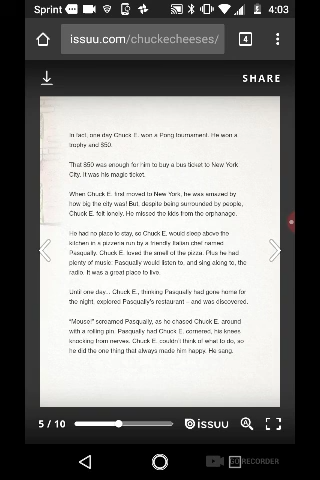 Sprint 4:03
issuu.com/chuckecheeses/ 4
SHARE
In fact, one day Chuck E. won a Pong tournament. He won a
trophy and $50.
That $50 was enough for him to buy a bus ticket to New York
City. It was his magic ticket.
When Chuck E. first moved to New York, he was amazed by
how big the city was! But, despite being surrounded by people,
Chuck E. felt lonely. He missed the kids from the orphanage.
He had no place to stay, so Chuck E. would sleep above the
kitchen in a pizzeria run by a friendly Italian chef named
Pasqually. Chuck E. loved the smell of the pizza. Plus he had
plenty of music. Pasqually would listen to, and sing along to, the
radio. It was a great place to live.
Until one day... Chuck E., thinking Pasqually had gone home for
the night, explored Pasqually's restaurant – and was discovered.
"Mouse!" screamed Pasqually, as he chased Chuck E. around
with a rolling pin. Pasqually had Chuck E. cornered, his knees
knocking from nerves. Chuck E. couldn't think of what to do, so
he did the one thing that always made him happy. He sang.
5 / 10 issuu
GO RECORDER